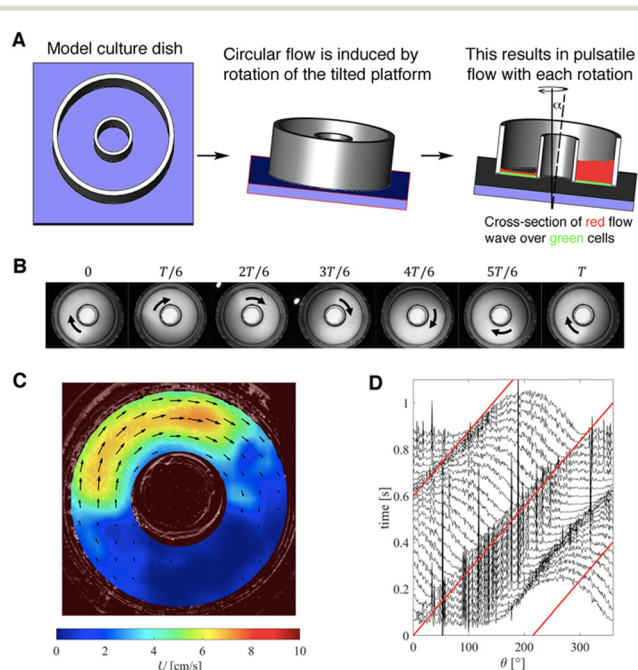 A
Model culture dish
Circular flow is induced by
rotation of the tilted platform
This results in pulsatile
flow with each rotation
α
Cross-section of red flow
wave over green cells
B
0 T/6 2T/6 3T/6 4T/6 5T/6 T
C
0 2 4 6 8 10
U [cm/s]
D
1
0.8
0.6
0.4
0.2
0
time [s]
0 100 200 300
θ [°]